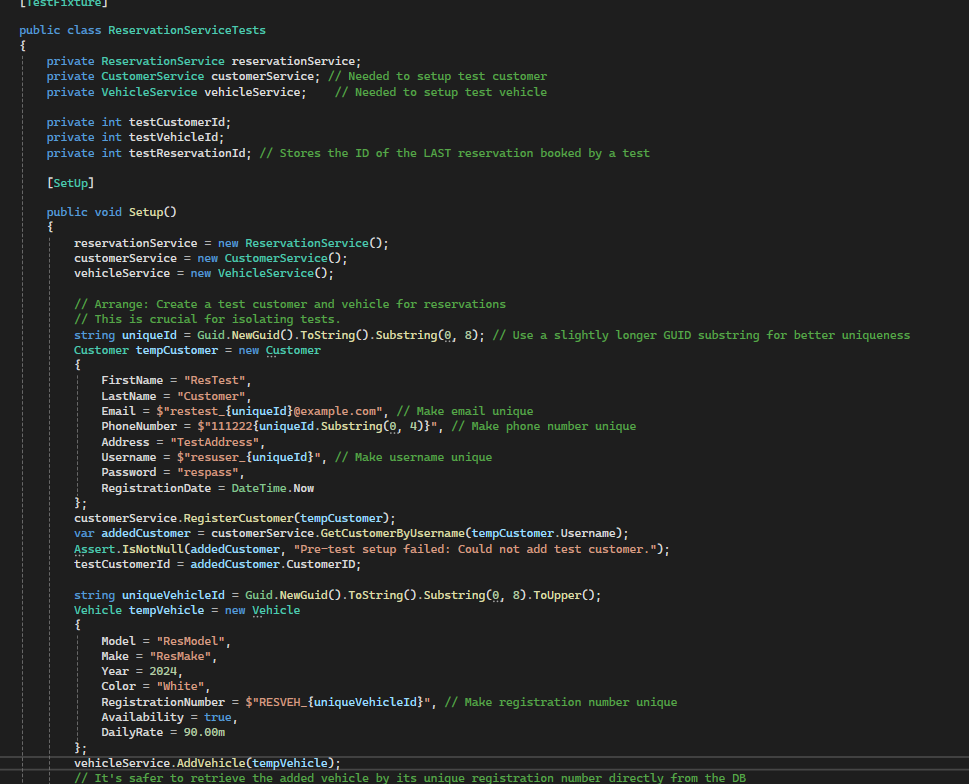 [TestFixture]
public class ReservationServiceTests
{
private ReservationService reservationService;
private CustomerService customerService; // Needed to setup test customer
private VehicleService vehicleService; // Needed to setup test vehicle
private int testCustomerId;
private int testVehicleId;
private int testReservationId; // Stores the ID of the LAST reservation booked by a test
[SetUp]
public void Setup()
{
reservationService = new ReservationService();
customerService = new CustomerService();
vehicleService = new VehicleService();
// Arrange: Create a test customer and vehicle for reservations
// This is crucial for isolating tests.
string uniqueId = Guid.NewGuid().ToString().Substring(0, 8); // Use a slightly longer GUID substring for better uniqueness
Customer tempCustomer = new Customer
{
FirstName = "ResTest",
LastName = "Customer",
Email = $"restest_{uniqueId}@example.com", // Make email unique
PhoneNumber = $"111222{uniqueId.Substring(0, 4)}", // Make phone number unique
Address = "TestAddress",
Username = $"resuser_{uniqueId}", // Make username unique
Password = "respass",
RegistrationDate = DateTime.Now
};
customerService.RegisterCustomer(tempCustomer);
var addedCustomer = customerService.GetCustomerByUsername(tempCustomer.Username);
Assert.IsNotNull(addedCustomer, "Pre-test setup failed: Could not add test customer.");
testCustomerId = addedCustomer.CustomerID;
string uniqueVehicleId = Guid.NewGuid().ToString().Substring(0, 8).ToUpper();
Vehicle tempVehicle = new Vehicle
{
Model = "ResModel",
Make = "ResMake",
Year = 2024,
Color = "White",
RegistrationNumber = $"RESVEH_{uniqueVehicleId}", // Make registration number unique
Availability = true,
DailyRate = 90.00m
};
vehicleService.AddVehicle(tempVehicle);
// It's safer to retrieve the added vehicle by its unique registration number directly from the DB